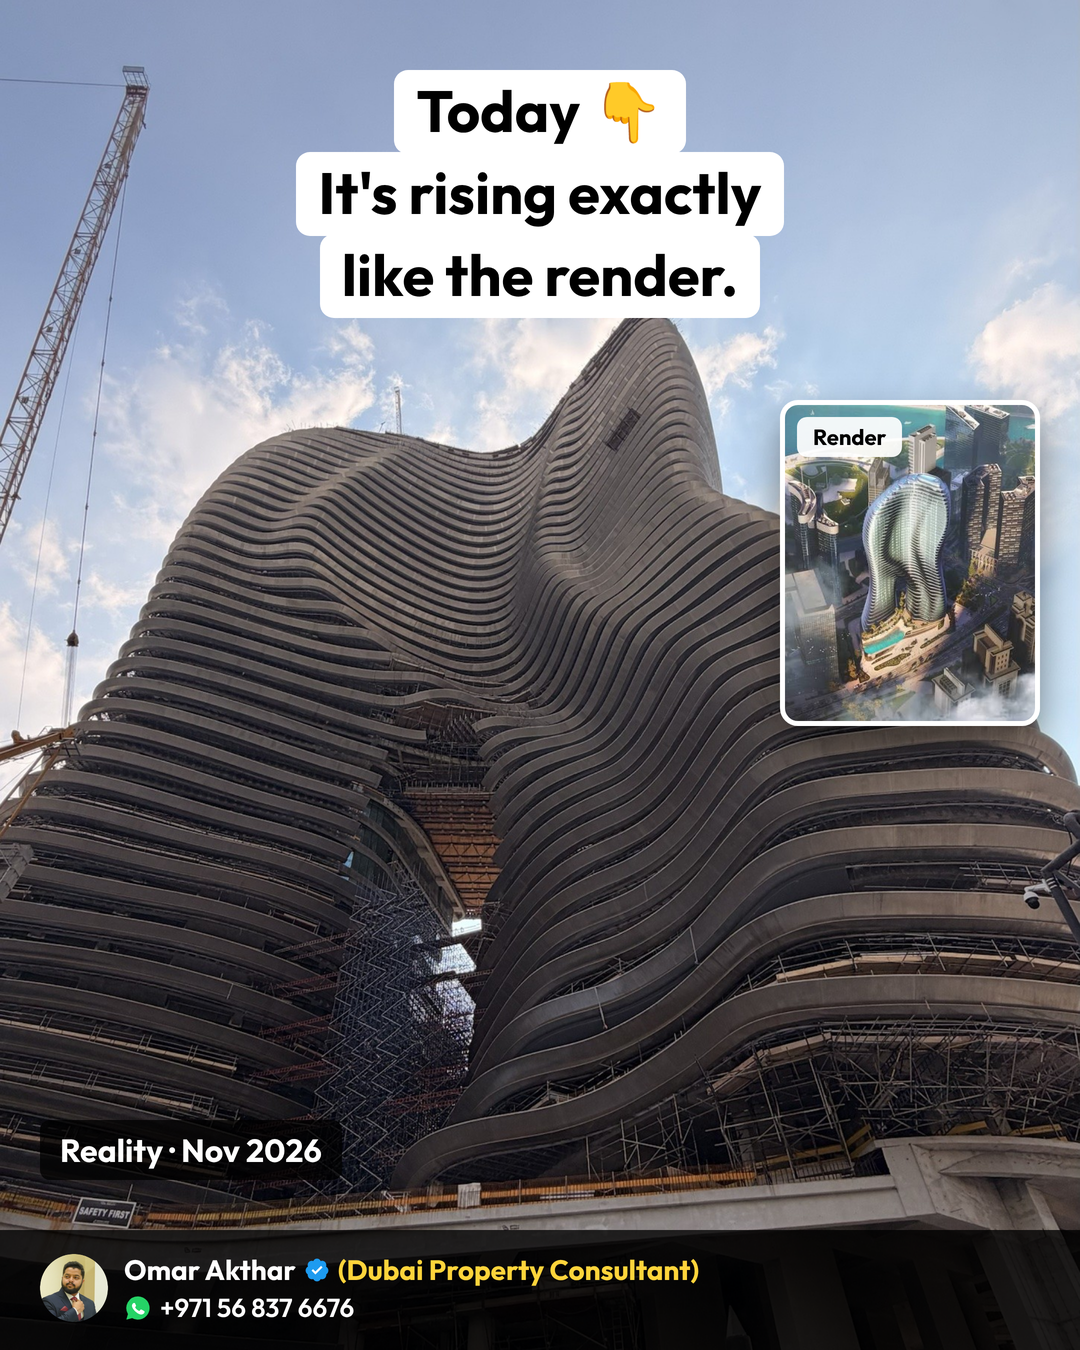 Today 👇
It's rising exactly
like the render.
Render
Reality · Nov 2026
SAFETY FIRST
Omar Akthar (Dubai Property Consultant)
+971 56 837 6676